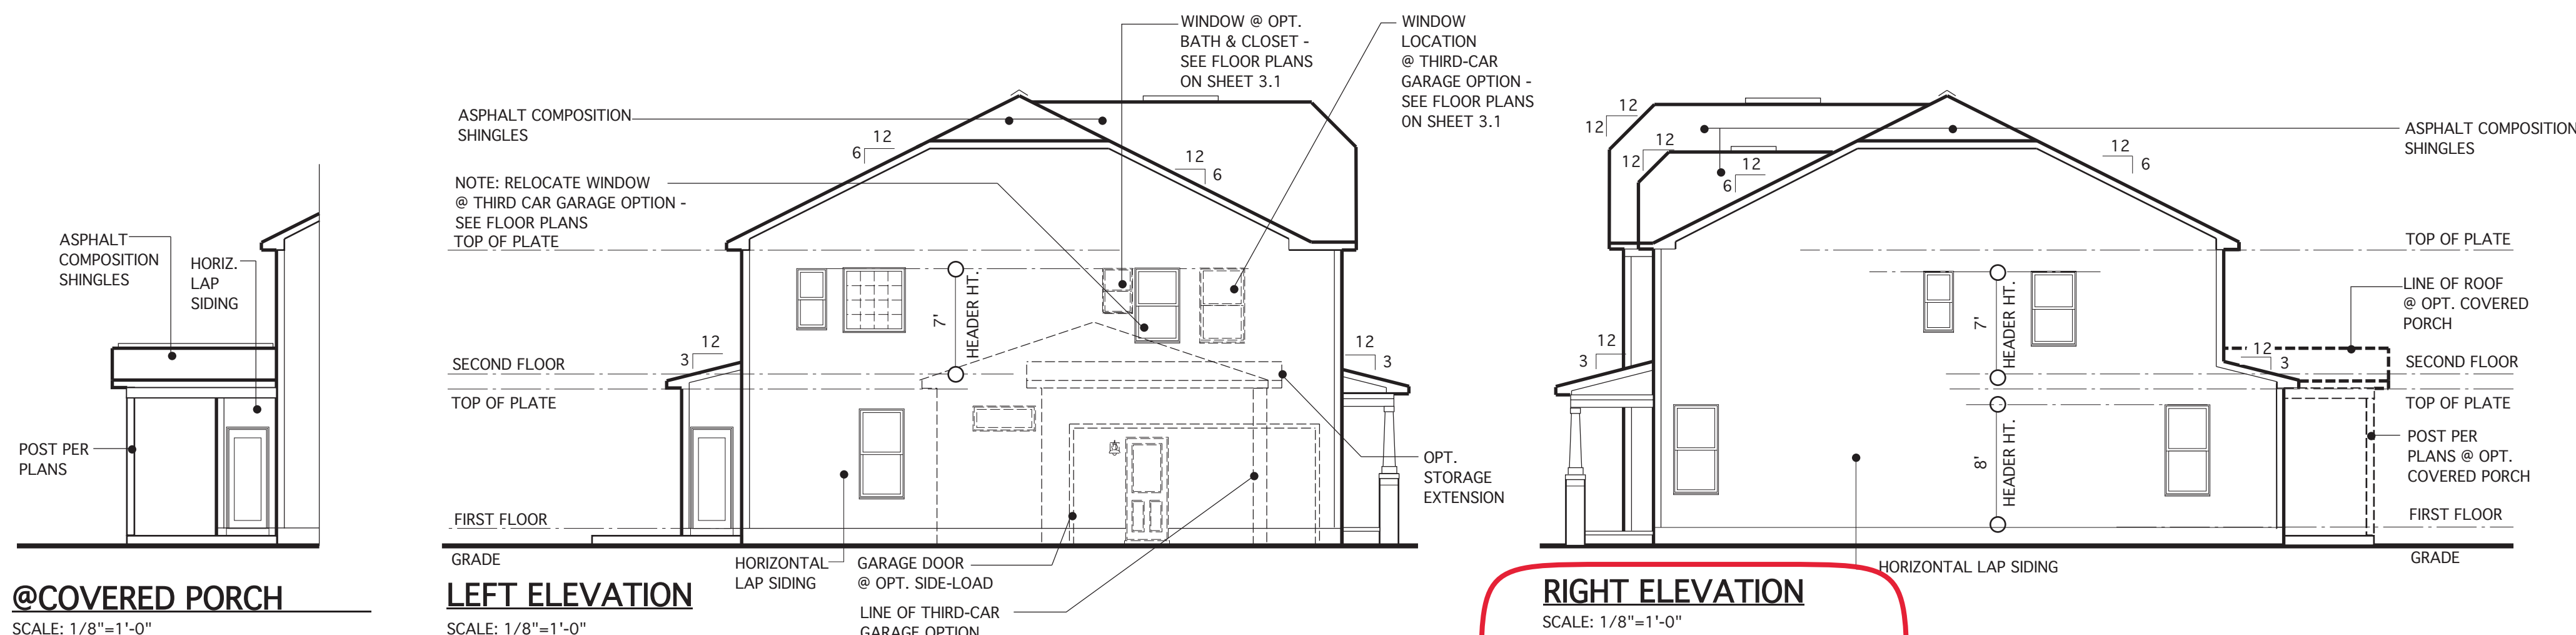 ASPHALT
COMPOSITION
SHINGLES
HORIZ.
LAP
SIDING
POST PER
PLANS
@COVERED PORCH
SCALE: 1/8"=1'-0"
ASPHALT COMPOSITION
SHINGLES
NOTE: RELOCATE WINDOW
@ THIRD CAR GARAGE OPTION -
SEE FLOOR PLANS
TOP OF PLATE
SECOND FLOOR
TOP OF PLATE
FIRST FLOOR
GRADE
12
6
12
6
12
3
12
3
7'
HEADER HT.
WINDOW @ OPT.
BATH & CLOSET -
SEE FLOOR PLANS
ON SHEET 3.1
WINDOW
LOCATION
@ THIRD-CAR
GARAGE OPTION -
SEE FLOOR PLANS
0N SHEET 3.1
OPT.
STORAGE
EXTENSION
HORIZONTAL
LAP SIDING
GARAGE DOOR
@ OPT. SIDE-LOAD
LINE OF THIRD-CAR
GARAGE OPTION
LEFT ELEVATION
SCALE: 1/8"=1'-0"
12
12
12
12
12
6
12
6
12
3
12
3
7'
HEADER HT.
8'
HEADER HT.
ASPHALT COMPOSITION
SHINGLES
TOP OF PLATE
LINE OF ROOF
@ OPT. COVERED
PORCH
SECOND FLOOR
TOP OF PLATE
POST PER
PLANS @ OPT.
COVERED PORCH
FIRST FLOOR
GRADE
HORIZONTAL LAP SIDING
RIGHT ELEVATION
SCALE: 1/8"=1'-0"